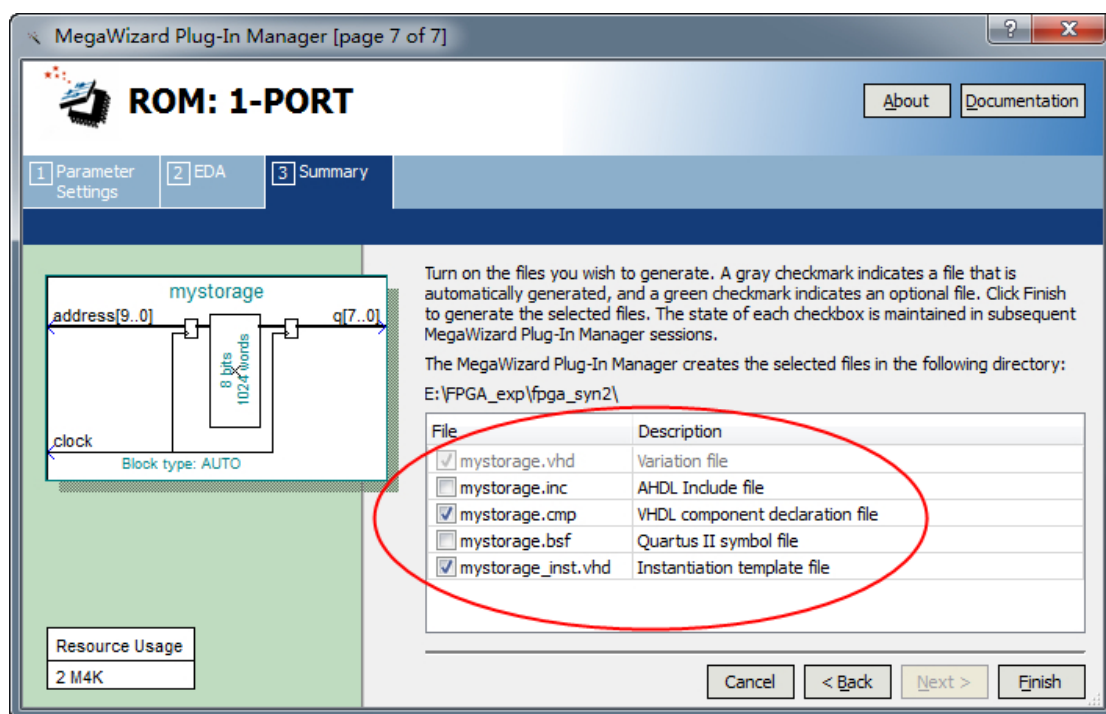 MegaWizard Plug-In Manager [page 7 of 7]
ROM: 1-PORT
About
Documentation
1 Parameter Settings
2 EDA
3 Summary
mystorage
address[9..0]
q[7..0]
8 bits
1024 words
clock
Block type: AUTO
Resource Usage
2 M4K
Turn on the files you wish to generate. A gray checkmark indicates a file that is
automatically generated, and a green checkmark indicates an optional file. Click Finish
to generate the selected files. The state of each checkbox is maintained in subsequent
MegaWizard Plug-In Manager sessions.
The MegaWizard Plug-In Manager creates the selected files in the following directory:
E:\FPGA_exp\fpga_syn2\
File Description
mystorage.vhd Variation file
mystorage.inc AHDL Include file
mystorage.cmp VHDL component declaration file
mystorage.bsf Quartus II symbol file
mystorage_inst.vhd Instantiation template file
Cancel
< Back
Next >
Finish